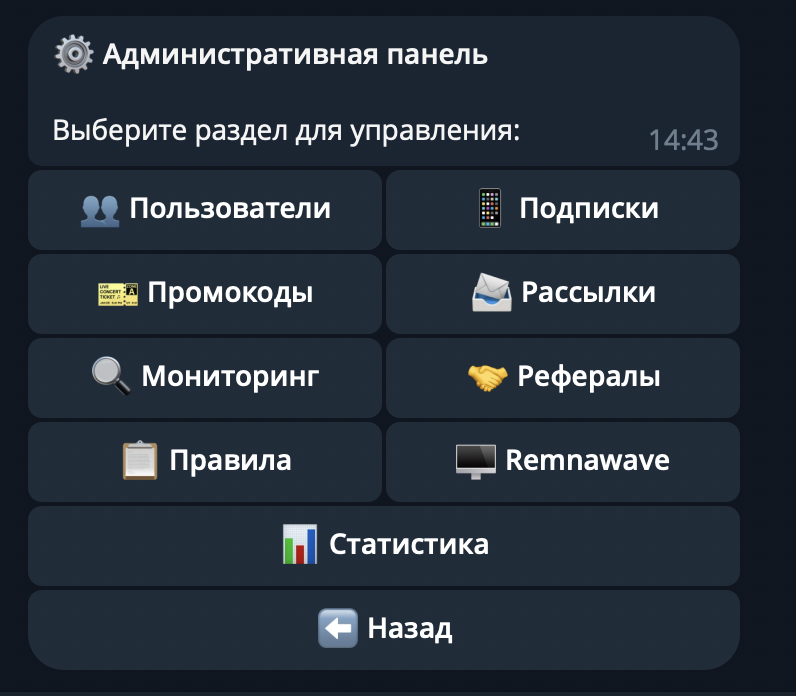 ⚙️ Административная панель
Выберите раздел для управления:
14:43
👥 Пользователи
📱 Подписки
🎫 Промокоды
📨 Рассылки
🔍 Мониторинг
🤝 Рефералы
📋 Правила
🖥️ Remnawave
📊 Статистика
⬅️ Назад